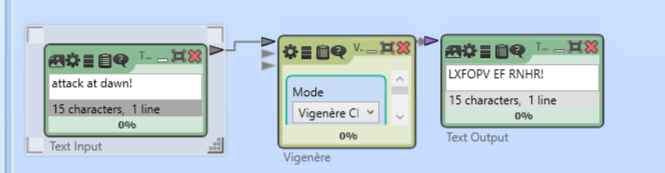 T...
attack at dawn!
15 characters, 1 line
0%
Text Input
V...
Mode
Vigenère Cl
0%
Vigenère
T...
LXFOPV EF RNHR!
15 characters, 1 line
0%
Text Output